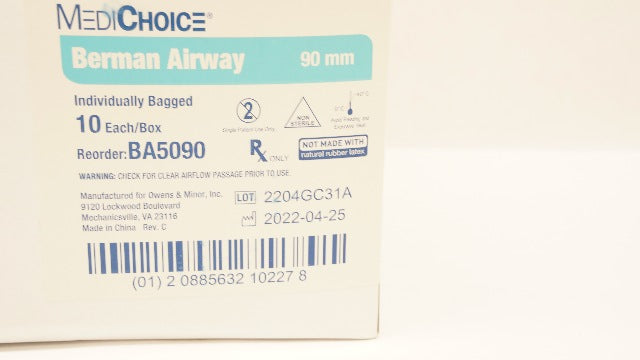 MEDICHOICE®
Berman Airway 90 mm
Individually Bagged
10 Each/Box
Reorder: BA5090
2
Single Patient Use Only
NON
STERILE
0°C
Rx ONLY
NOT MADE WITH
natural rubber latex
WARNING: CHECK FOR CLEAR AIRFLOW PASSAGE PRIOR TO USE.
Manufactured for Owens & Minor, Inc.
9120 Lockwood Boulevard
Mechanicsville, VA 23116
Made in China Rev. C
LOT 2204GC31A
2022-04-25
(01) 2 0885632 10227 8